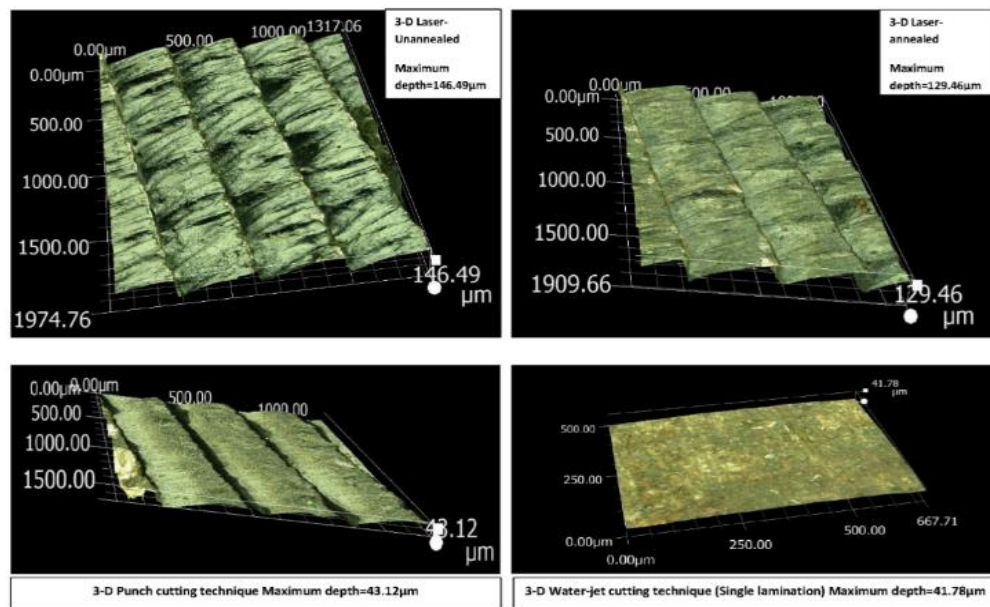 3-D Laser-
Unannealed
Maximum
depth=146.49μm
0.00μm
500.00
1000.00
1317.06
0.00μm
500.00
1000.00
1500.00
1974.76
146.49
μm
3-D Laser-
annealed
Maximum
depth=129.46μm
0.00μm
0.00μm
500.00
1000.00
1500.00
1909.66
129.46
μm
0.00μm
500.00
1000.00
0.00μm
500.00
1000.00
1500.00
43.12
μm
3-D Punch cutting technique Maximum depth=43.12μm
41.78
μm
500.00
250.00
0.00μm
0.00μm
250.00
500.00
667.71
3-D Water-jet cutting technique (Single lamination) Maximum depth=41.78μm